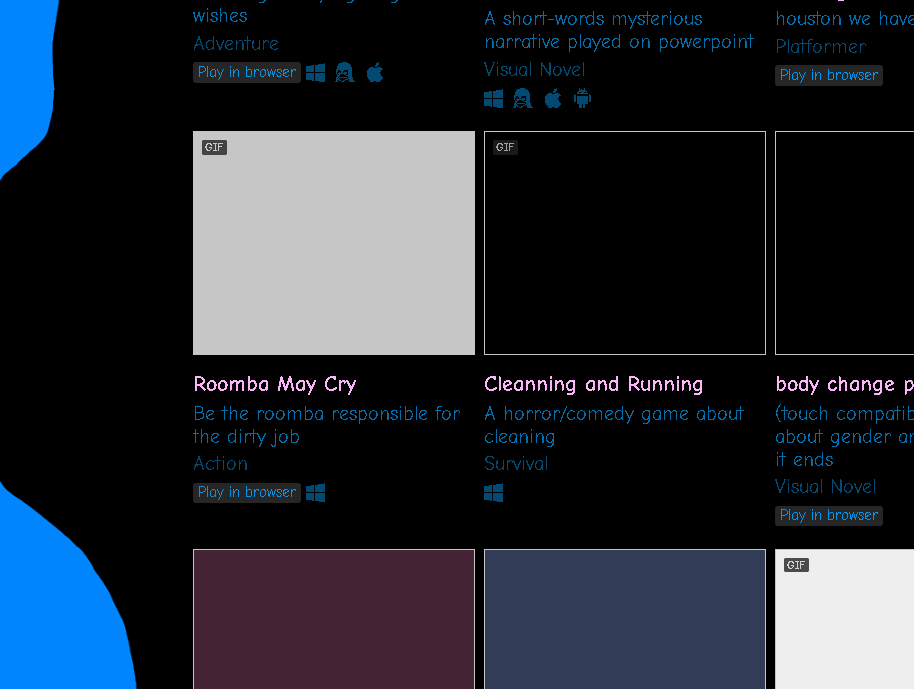 wishes
Adventure
Play in browser
A short-words mysterious
narrative played on powerpoint
Visual Novel
houston we have
Platformer
Play in browser
GIF
GIF
Roomba May Cry
Be the roomba responsible for
the dirty job
Action
Play in browser
Cleanning and Running
A horror/comedy game about
cleaning
Survival
body change p
(touch compatib
about gender a
it ends
Visual Novel
Play in browser
GIF